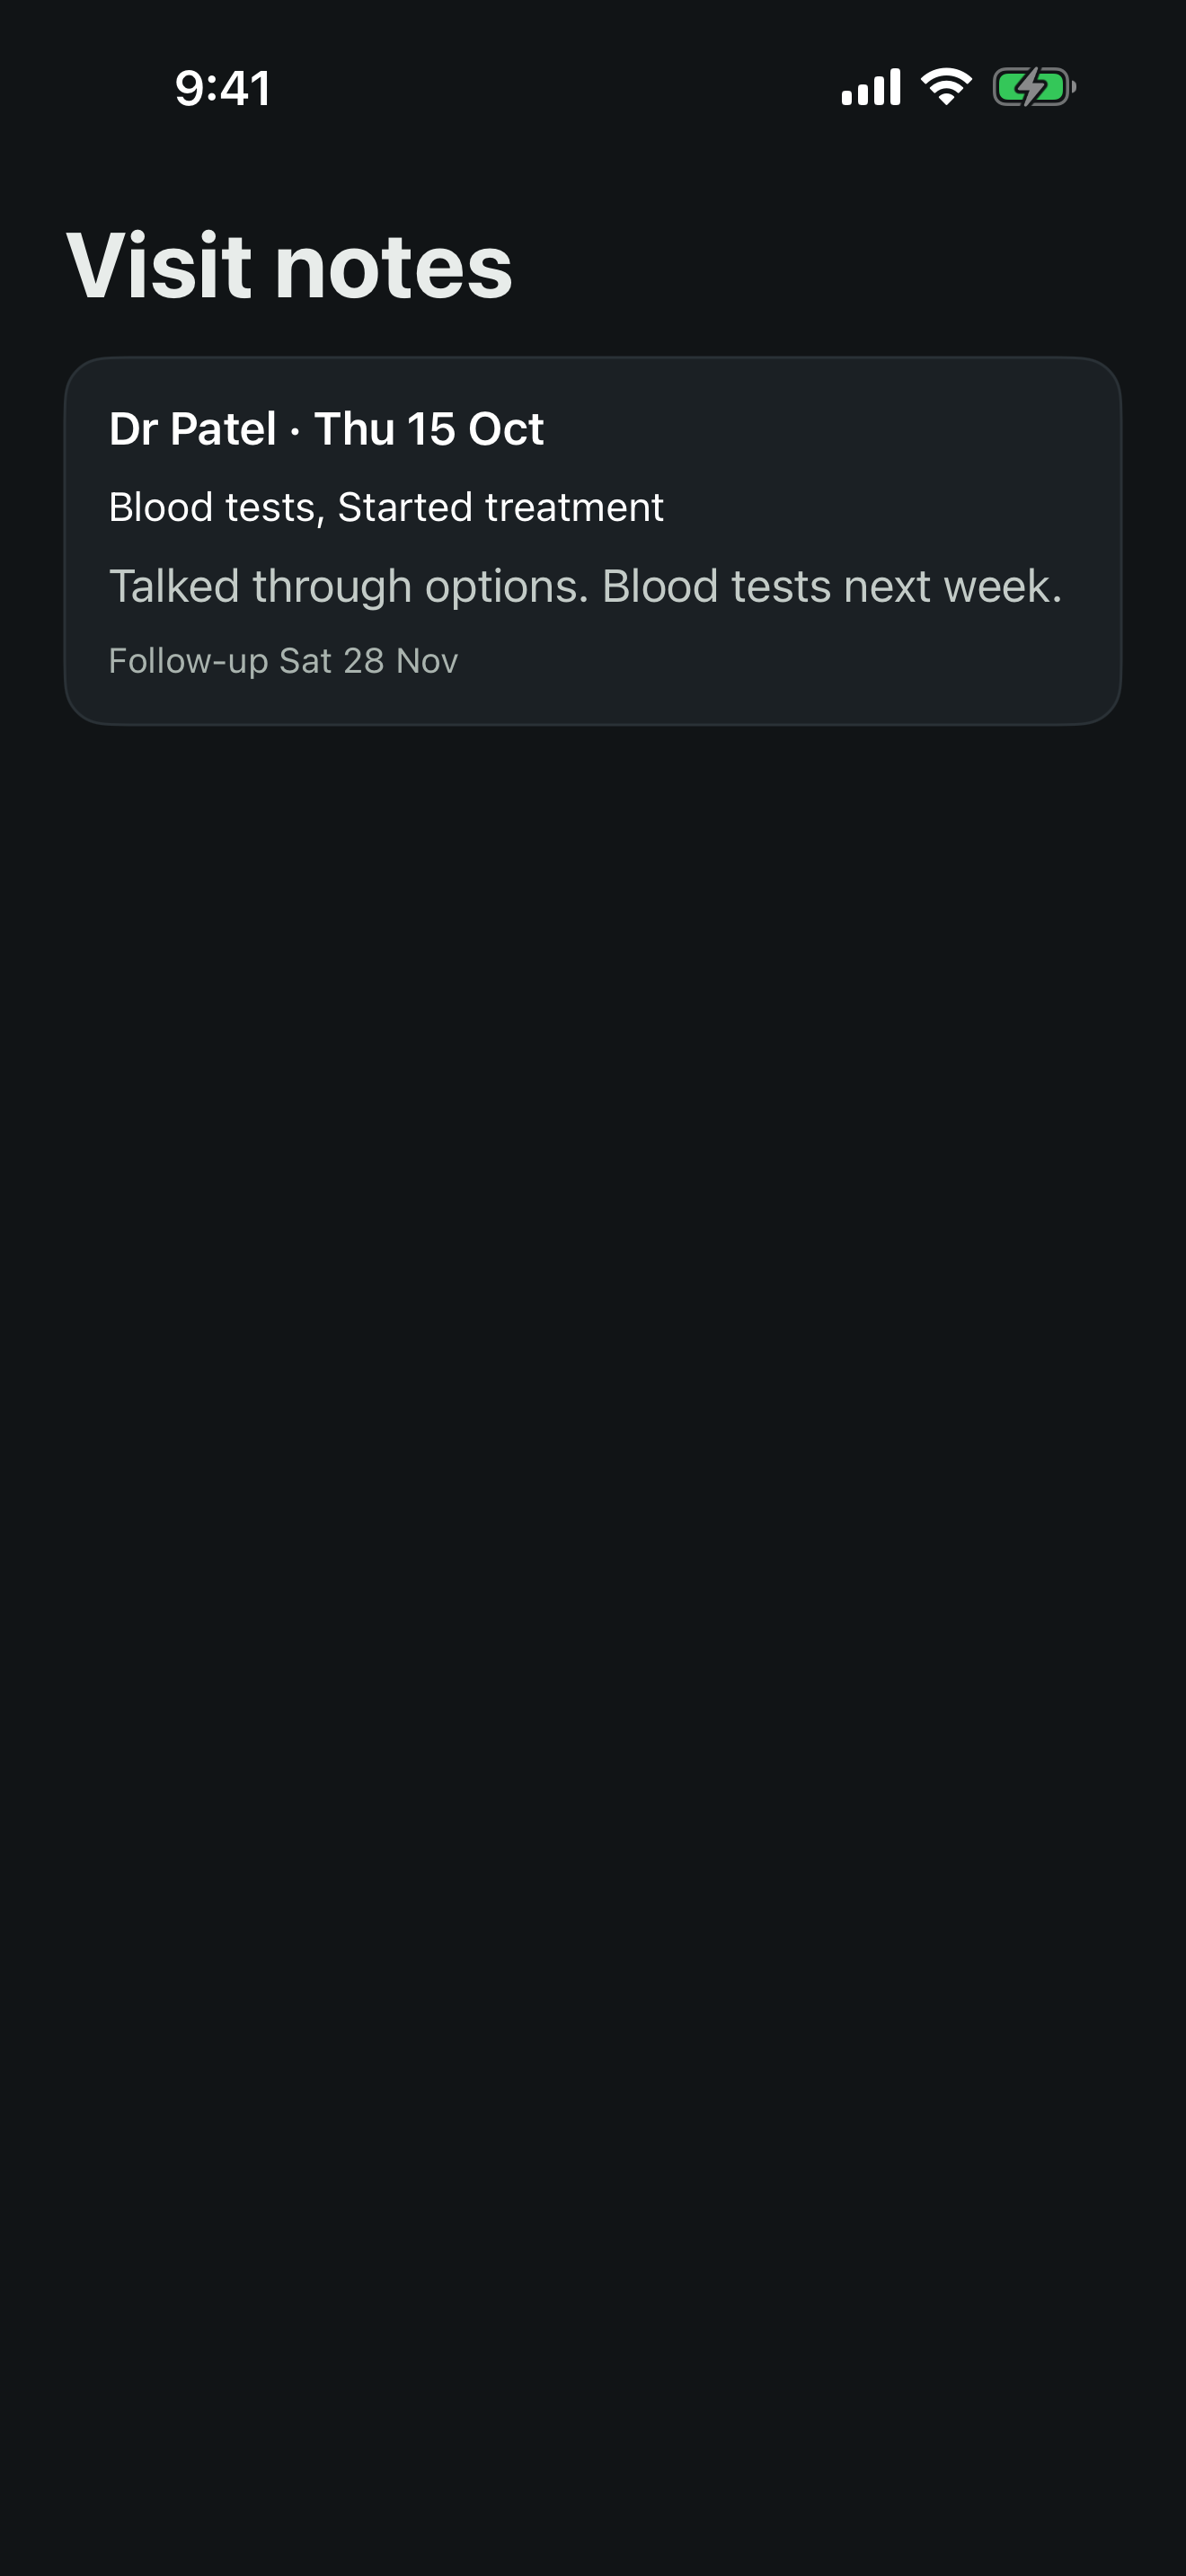 9:41
Visit notes
Dr Patel · Thu 15 Oct
Blood tests, Started treatment
Talked through options. Blood tests next week.
Follow-up Sat 28 Nov